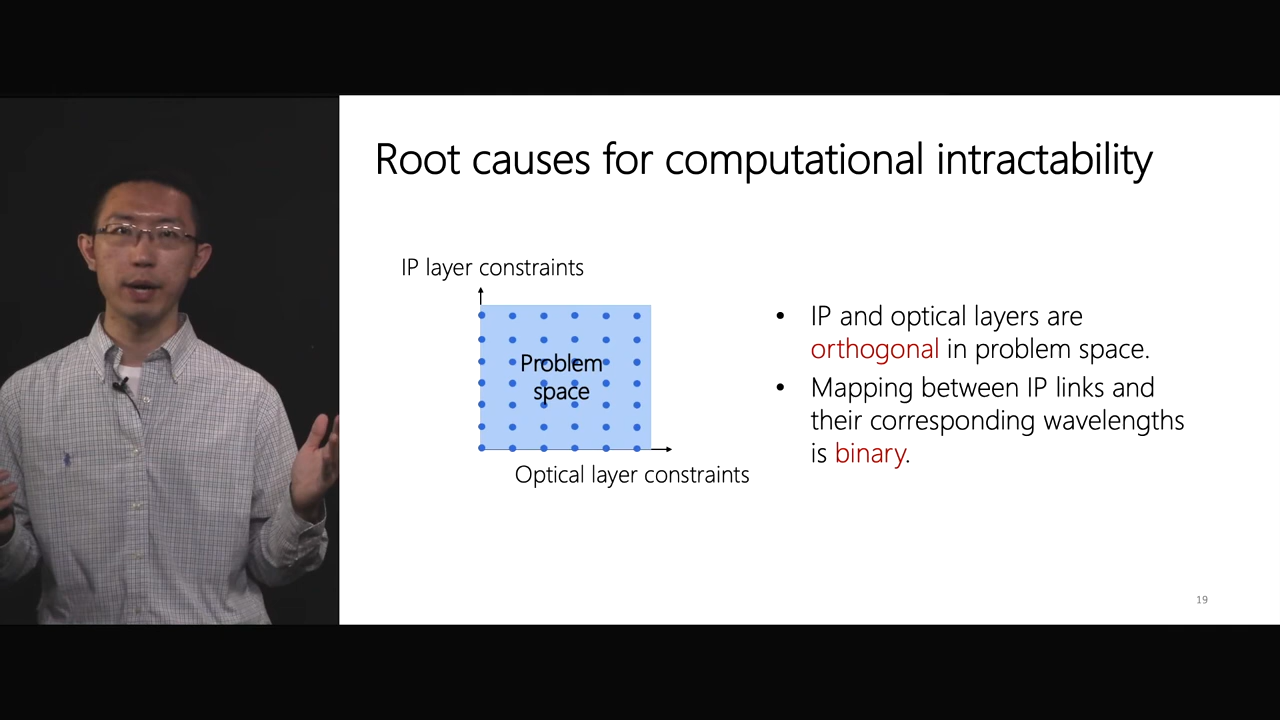 Root causes for computational intractability
IP layer constraints
Problem
space
Optical layer constraints
• IP and optical layers are
orthogonal in problem space.
• Mapping between IP links and
their corresponding wavelengths
is binary.
19